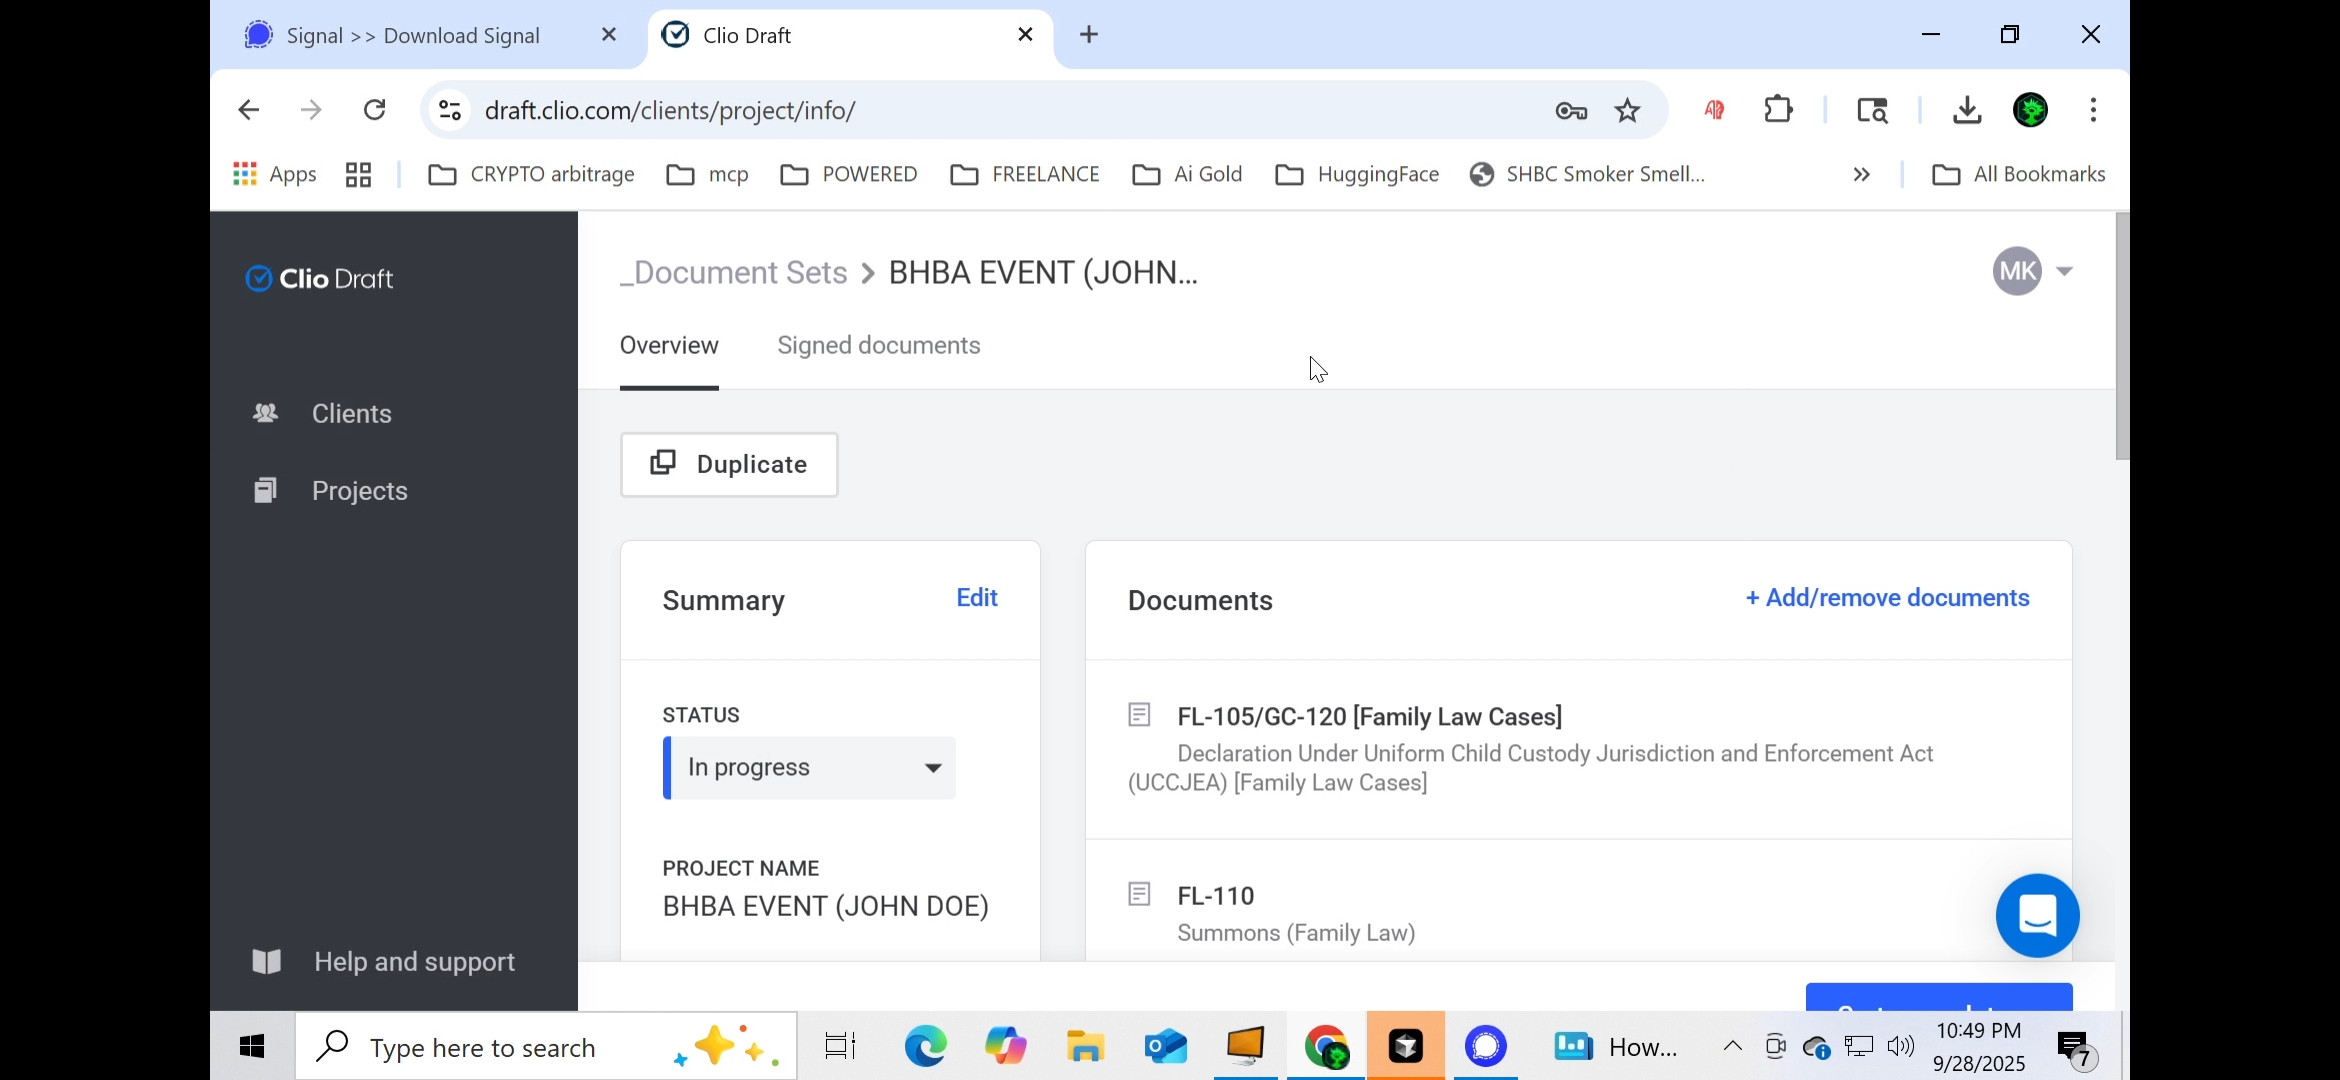 Signal >> Download Signal
Clio Draft
draft.clio.com/clients/project/info/
Apps
CRYPTO arbitrage
mcp
POWERED
FREELANCE
Ai Gold
HuggingFace
SHBC Smoker Smell...
All Bookmarks
Clio Draft
Clients
Projects
Help and support
_Document Sets > BHBA EVENT (JOHN...
MK
Overview
Signed documents
Duplicate
Summary
Edit
STATUS
In progress
PROJECT NAME
BHBA EVENT (JOHN DOE)
Documents
+ Add/remove documents
FL-105/GC-120 [Family Law Cases]
Declaration Under Uniform Child Custody Jurisdiction and Enforcement Act
(UCCJEA) [Family Law Cases]
FL-110
Summons (Family Law)
Type here to search
How...
10:49 PM
9/28/2025
7